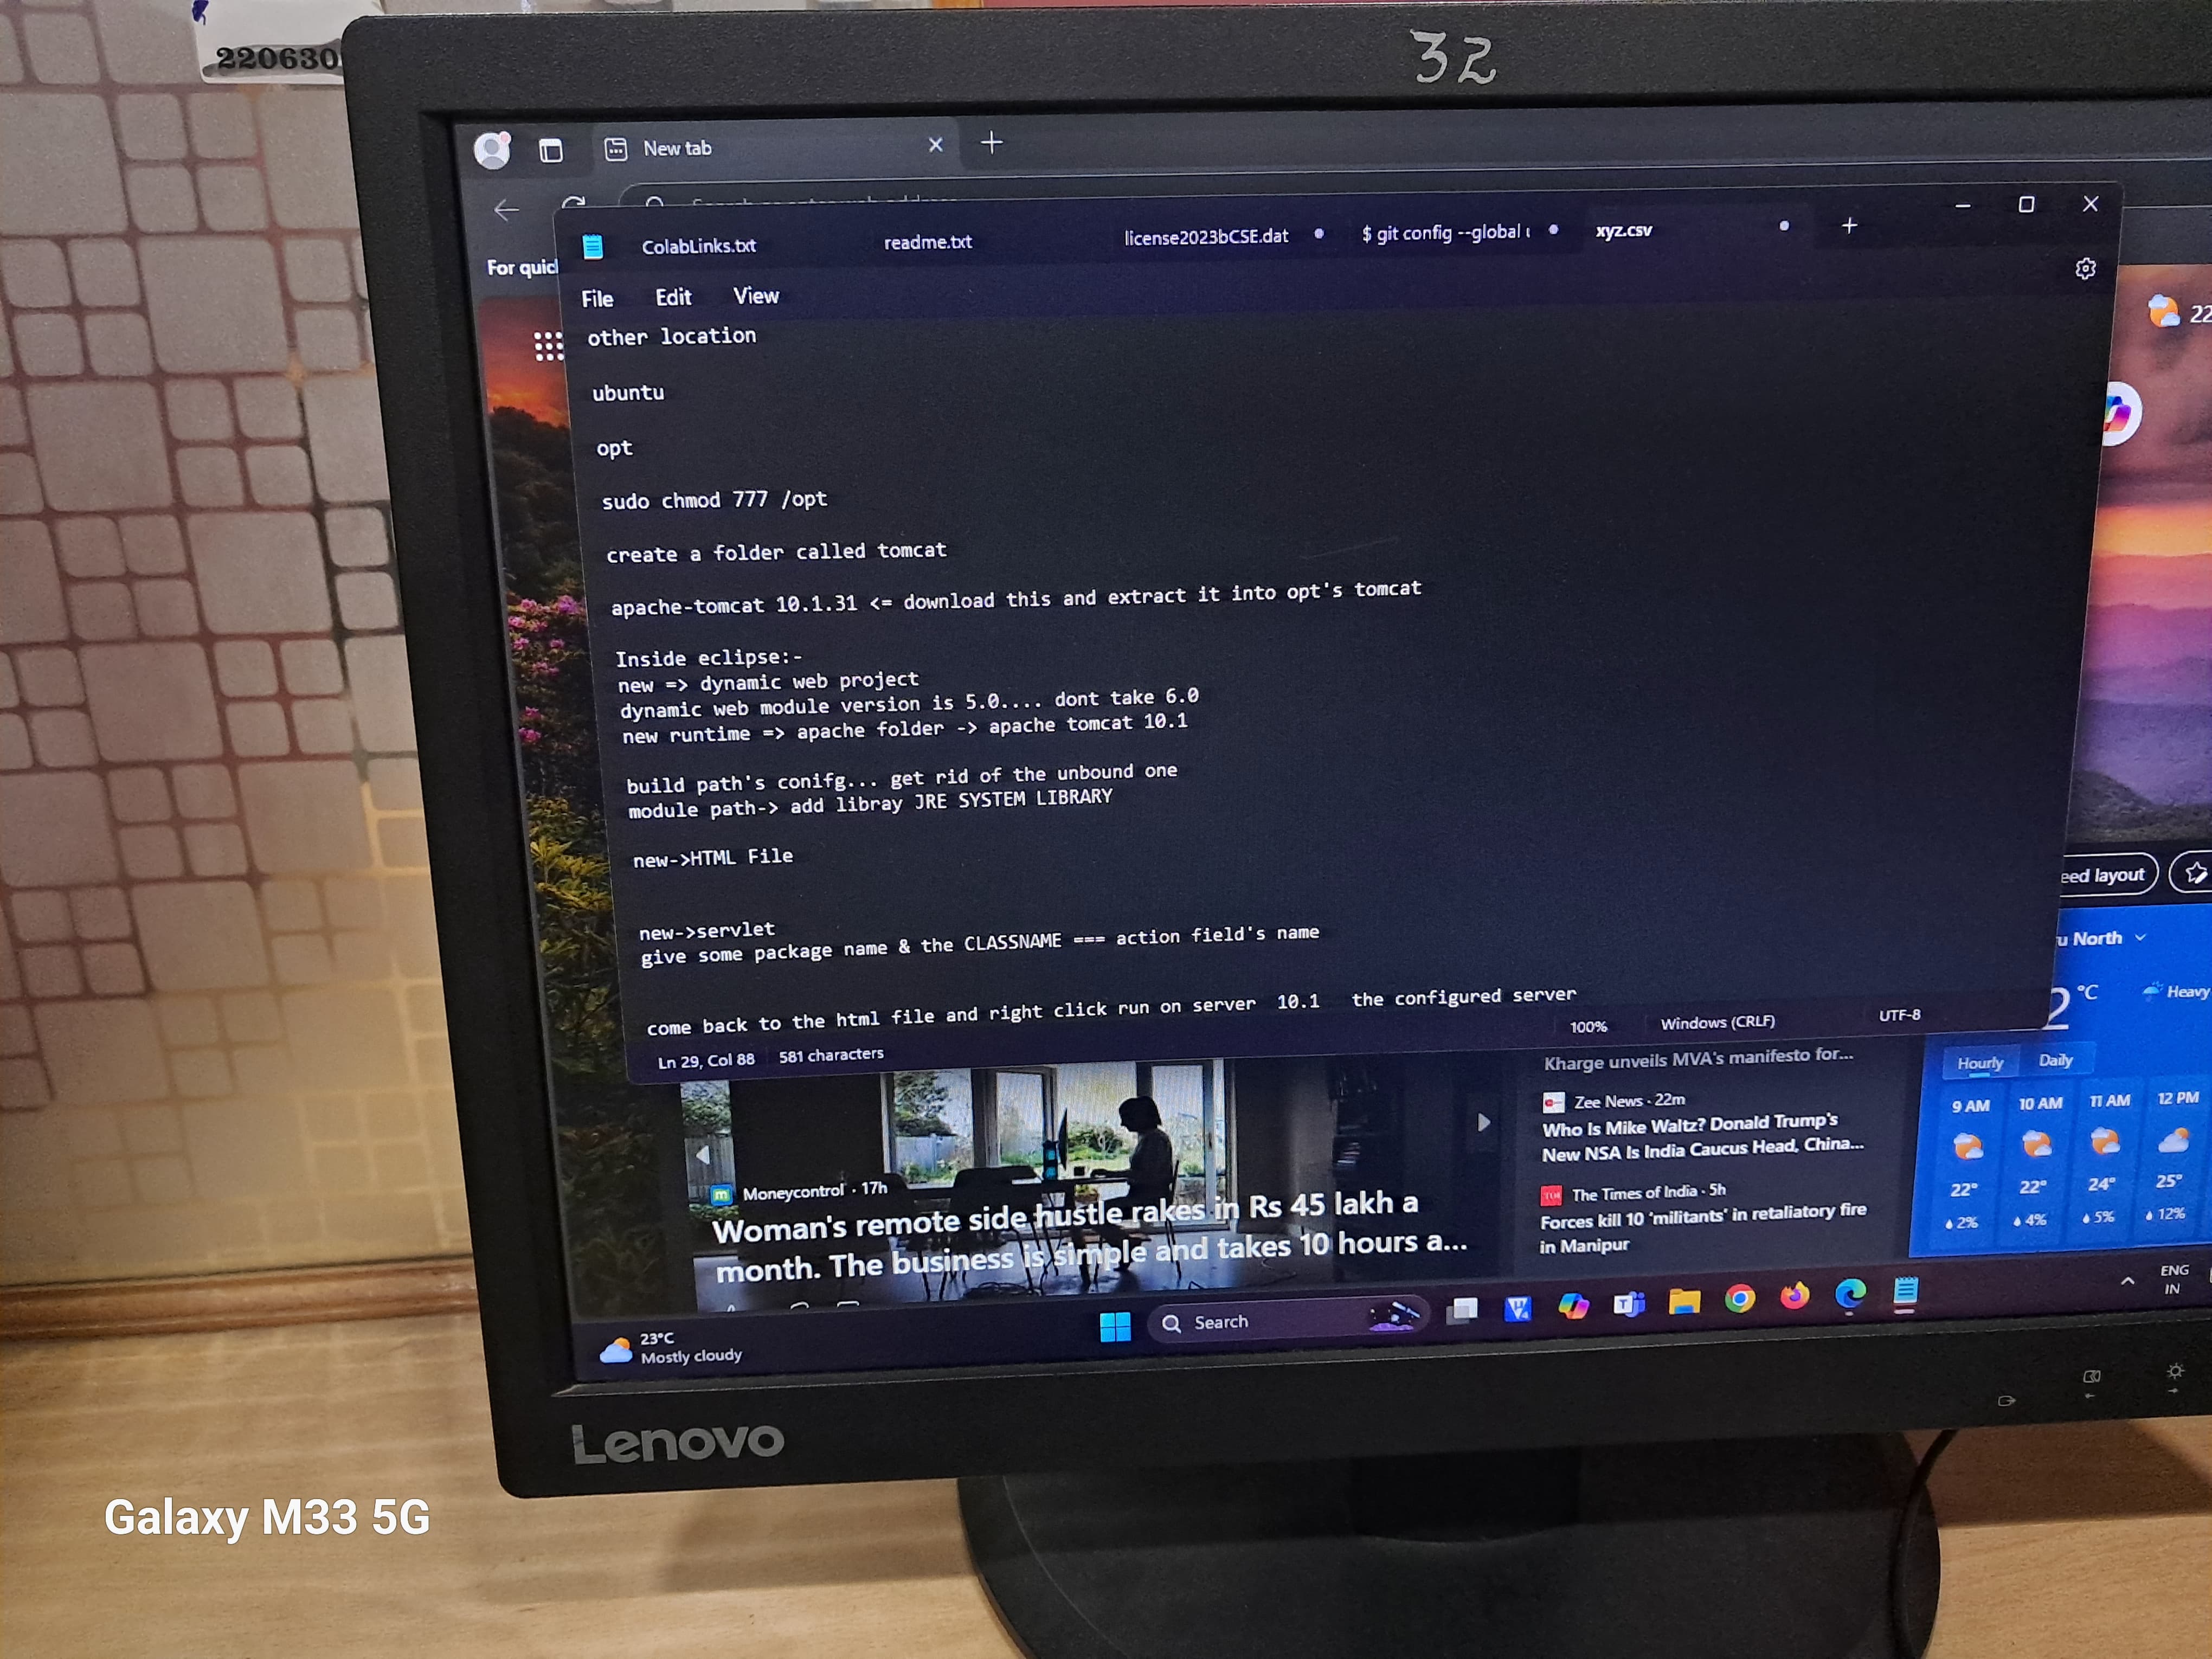 220630
32
New tab
For quick
ColabLinks.txt
readme.txt
license2023bCSE.dat
$ git config --global u
xyz.csv
File Edit View
other location
ubuntu
opt
sudo chmod 777 /opt
create a folder called tomcat
apache-tomcat 10.1.31 <= download this and extract it into opt's tomcat
Inside eclipse:-
new => dynamic web project
dynamic web module version is 5.0.... dont take 6.0
new runtime => apache folder -> apache tomcat 10.1
build path's conifg... get rid of the unbound one
module path-> add libray JRE SYSTEM LIBRARY
new->HTML File
new->servlet
give some package name & the CLASSNAME === action field's name
come back to the html file and right click run on server 10.1 the configured server
Ln 29, Col 88 581 characters 100% Windows (CRLF) UTF-8
22
eed layout
u North
2 °C Heavy
Hourly Daily
9 AM 10 AM 11 AM 12 PM
22° 22° 24° 25°
2% 4% 5% 12%
Kharge unveils MVA's manifesto for...
Zee News · 22m
Who Is Mike Waltz? Donald Trump's
New NSA Is India Caucus Head, China...
The Times of India · 5h
Forces kill 10 'militants' in retaliatory fire
in Manipur
Moneycontrol · 17h
Woman's remote side hustle rakes in Rs 45 lakh a
month. The business is simple and takes 10 hours a...
23°C
Mostly cloudy
Search
ENG
IN
Lenovo
Galaxy M33 5G